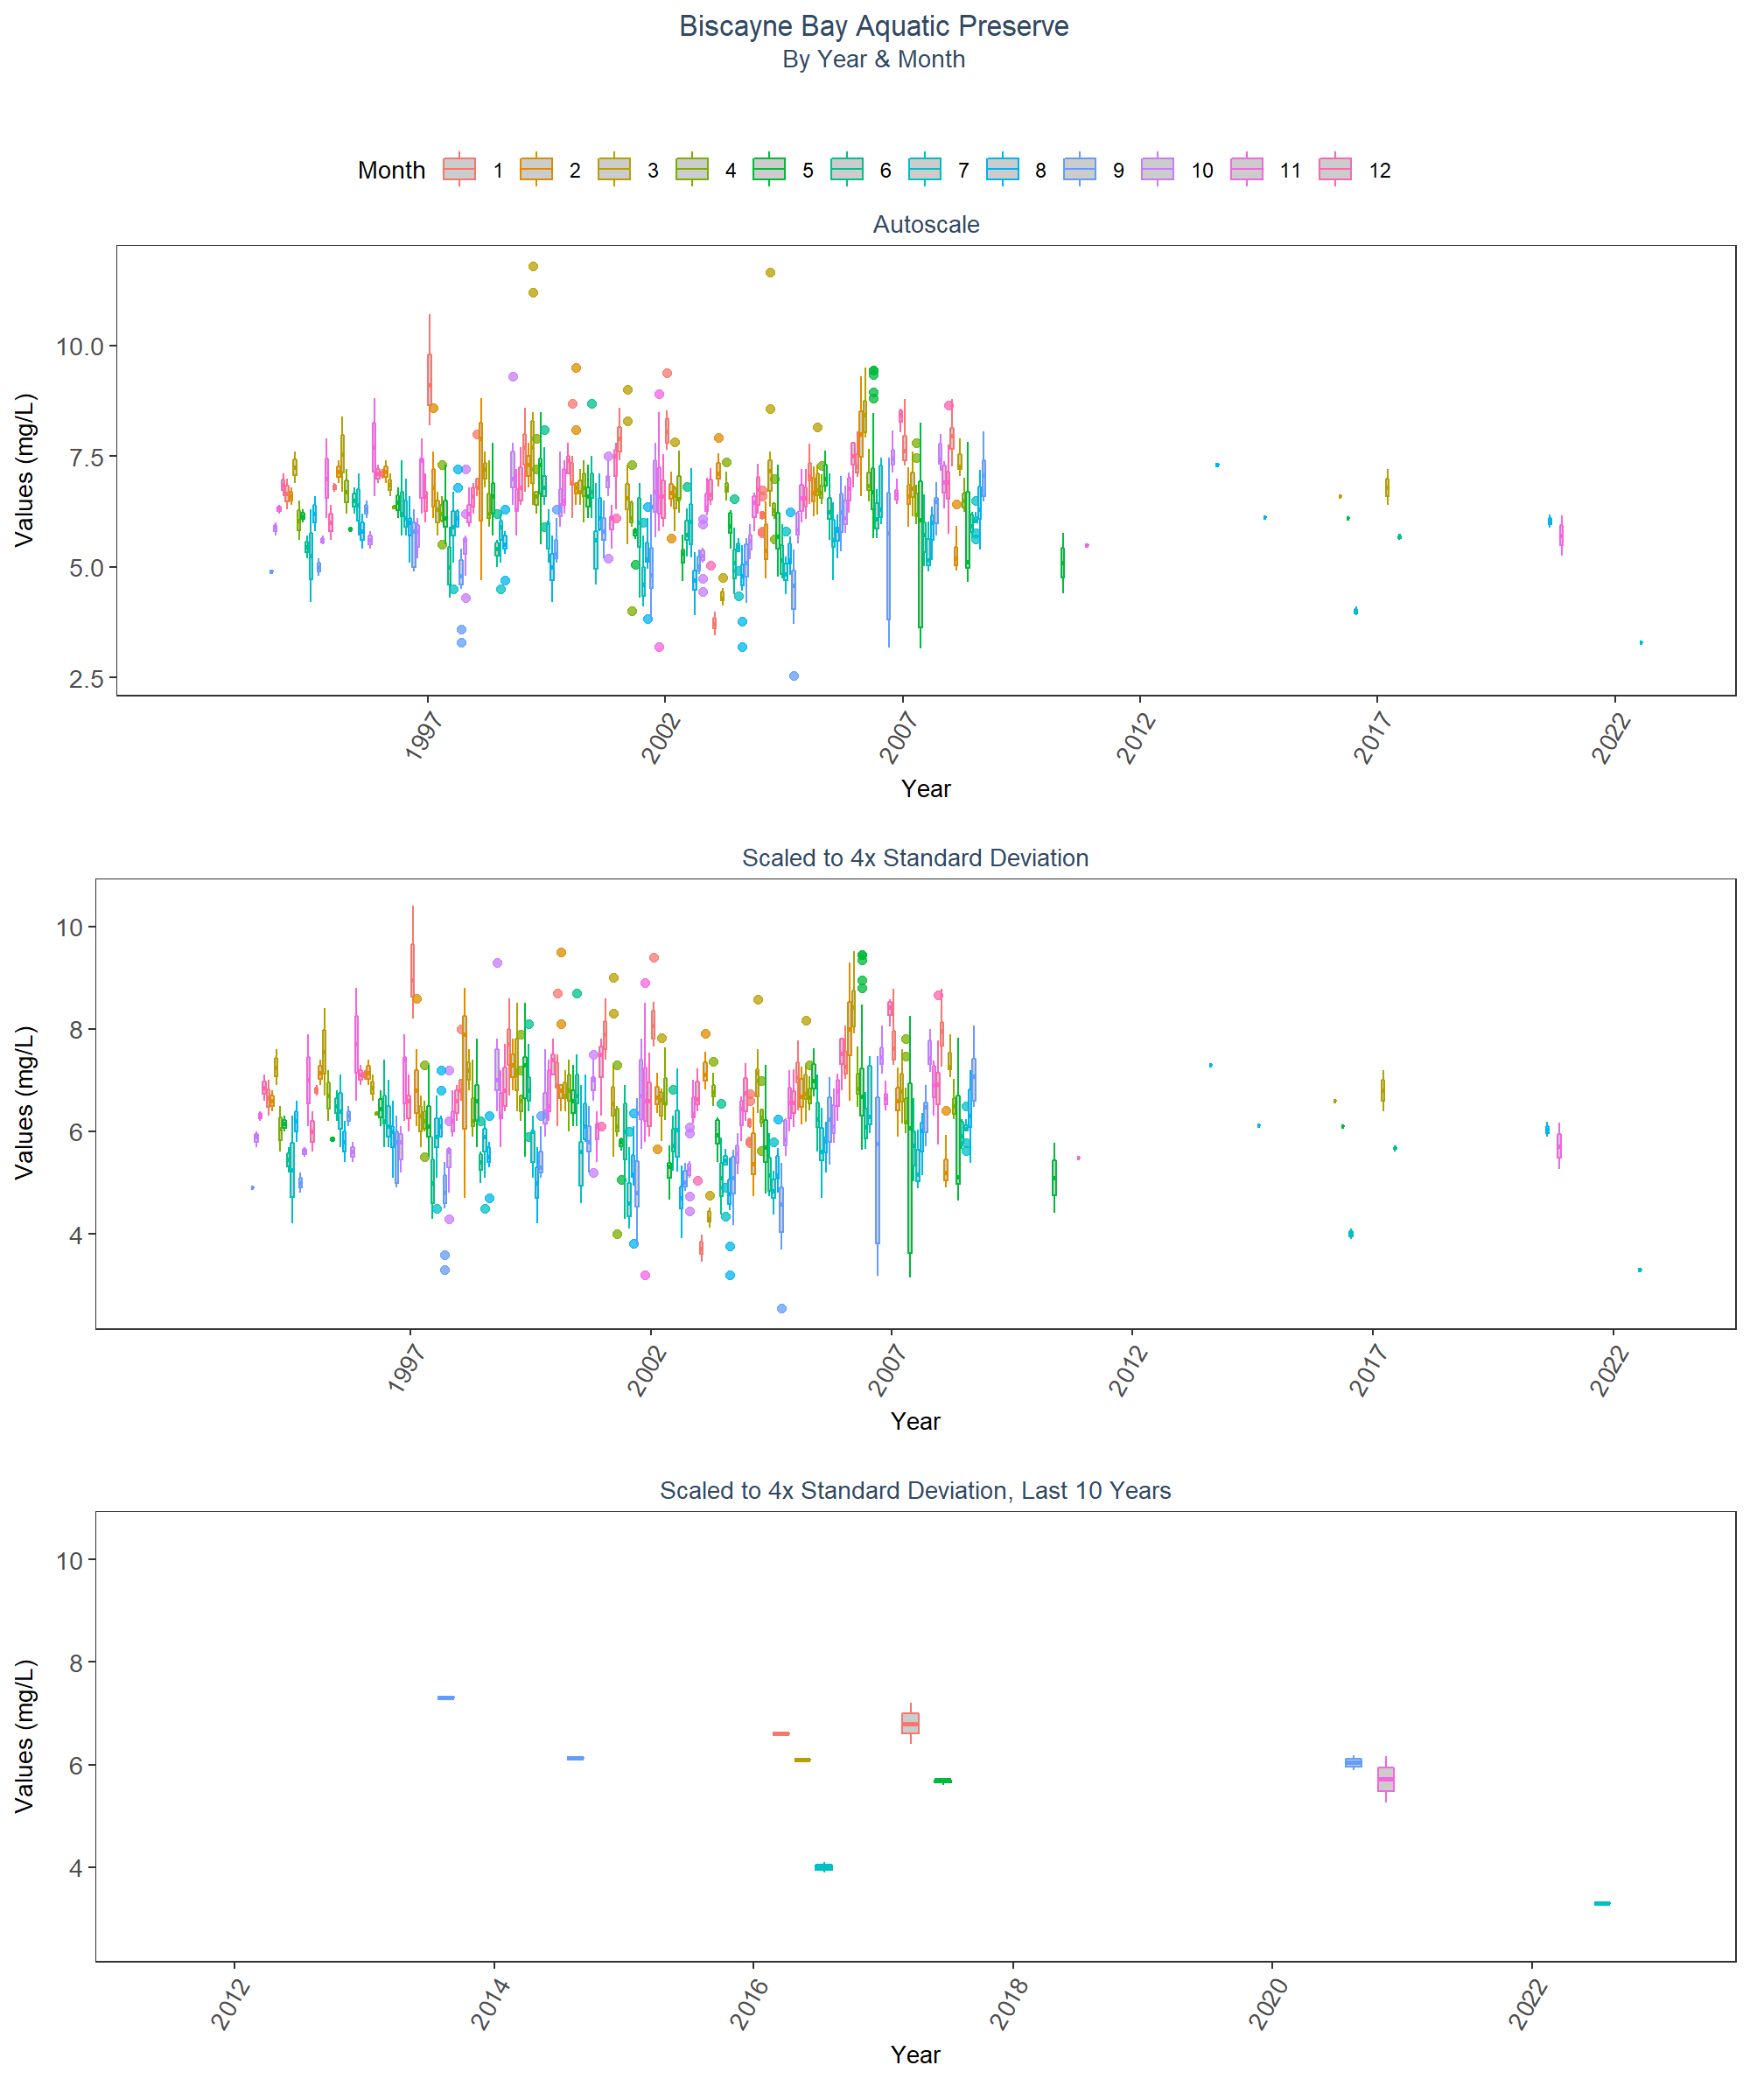 Biscayne Bay Aquatic Preserve
By Year & Month
Month 1 2 3 4 5 6 7 8 9 10 11 12
Autoscale
Values (mg/L)
10.0
7.5
5.0
2.5
1997 2002 2007 2012 2017 2022
Year
Scaled to 4x Standard Deviation
Values (mg/L)
10
8
6
4
1997 2002 2007 2012 2017 2022
Year
Scaled to 4x Standard Deviation, Last 10 Years
Values (mg/L)
10
8
6
4
2012 2014 2016 2018 2020 2022
Year